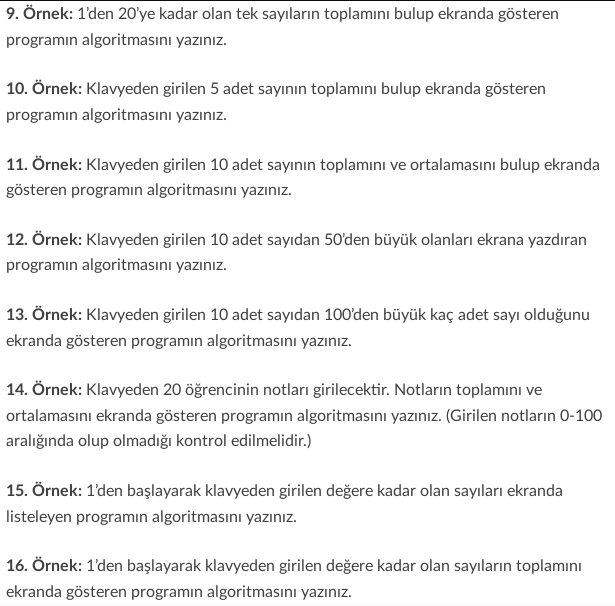 9. Örnek: 1’den 20’ye kadar olan tek sayıların toplamını bulup ekranda gösteren
programın algoritmasını yazınız.
10. Örnek: Klavyeden girilen 5 adet sayının toplamını bulup ekranda gösteren
programın algoritmasını yazınız.
11. Örnek: Klavyeden girilen 10 adet sayının toplamını ve ortalamasını bulup ekranda
gösteren programın algoritmasını yazınız.
12. Örnek: Klavyeden girilen 10 adet sayıdan 50’den büyük olanları ekrana yazdıran
programın algoritmasını yazınız.
13. Örnek: Klavyeden girilen 10 adet sayıdan 100’den büyük kaç adet sayı olduğunu
ekranda gösteren programın algoritmasını yazınız.
14. Örnek: Klavyeden 20 öğrencinin notları girilecektir. Notların toplamını ve
ortalamasını ekranda gösteren programın algoritmasını yazınız. (Girilen notların 0-100
aralığında olup olmadığı kontrol edilmelidir.)
15. Örnek: 1’den başlayarak klavyeden girilen değere kadar olan sayıları ekranda
listeleyen programın algoritmasını yazınız.
16. Örnek: 1’den başlayarak klavyeden girilen değere kadar olan sayıların toplamını
ekranda gösteren programın algoritmasını yazınız.